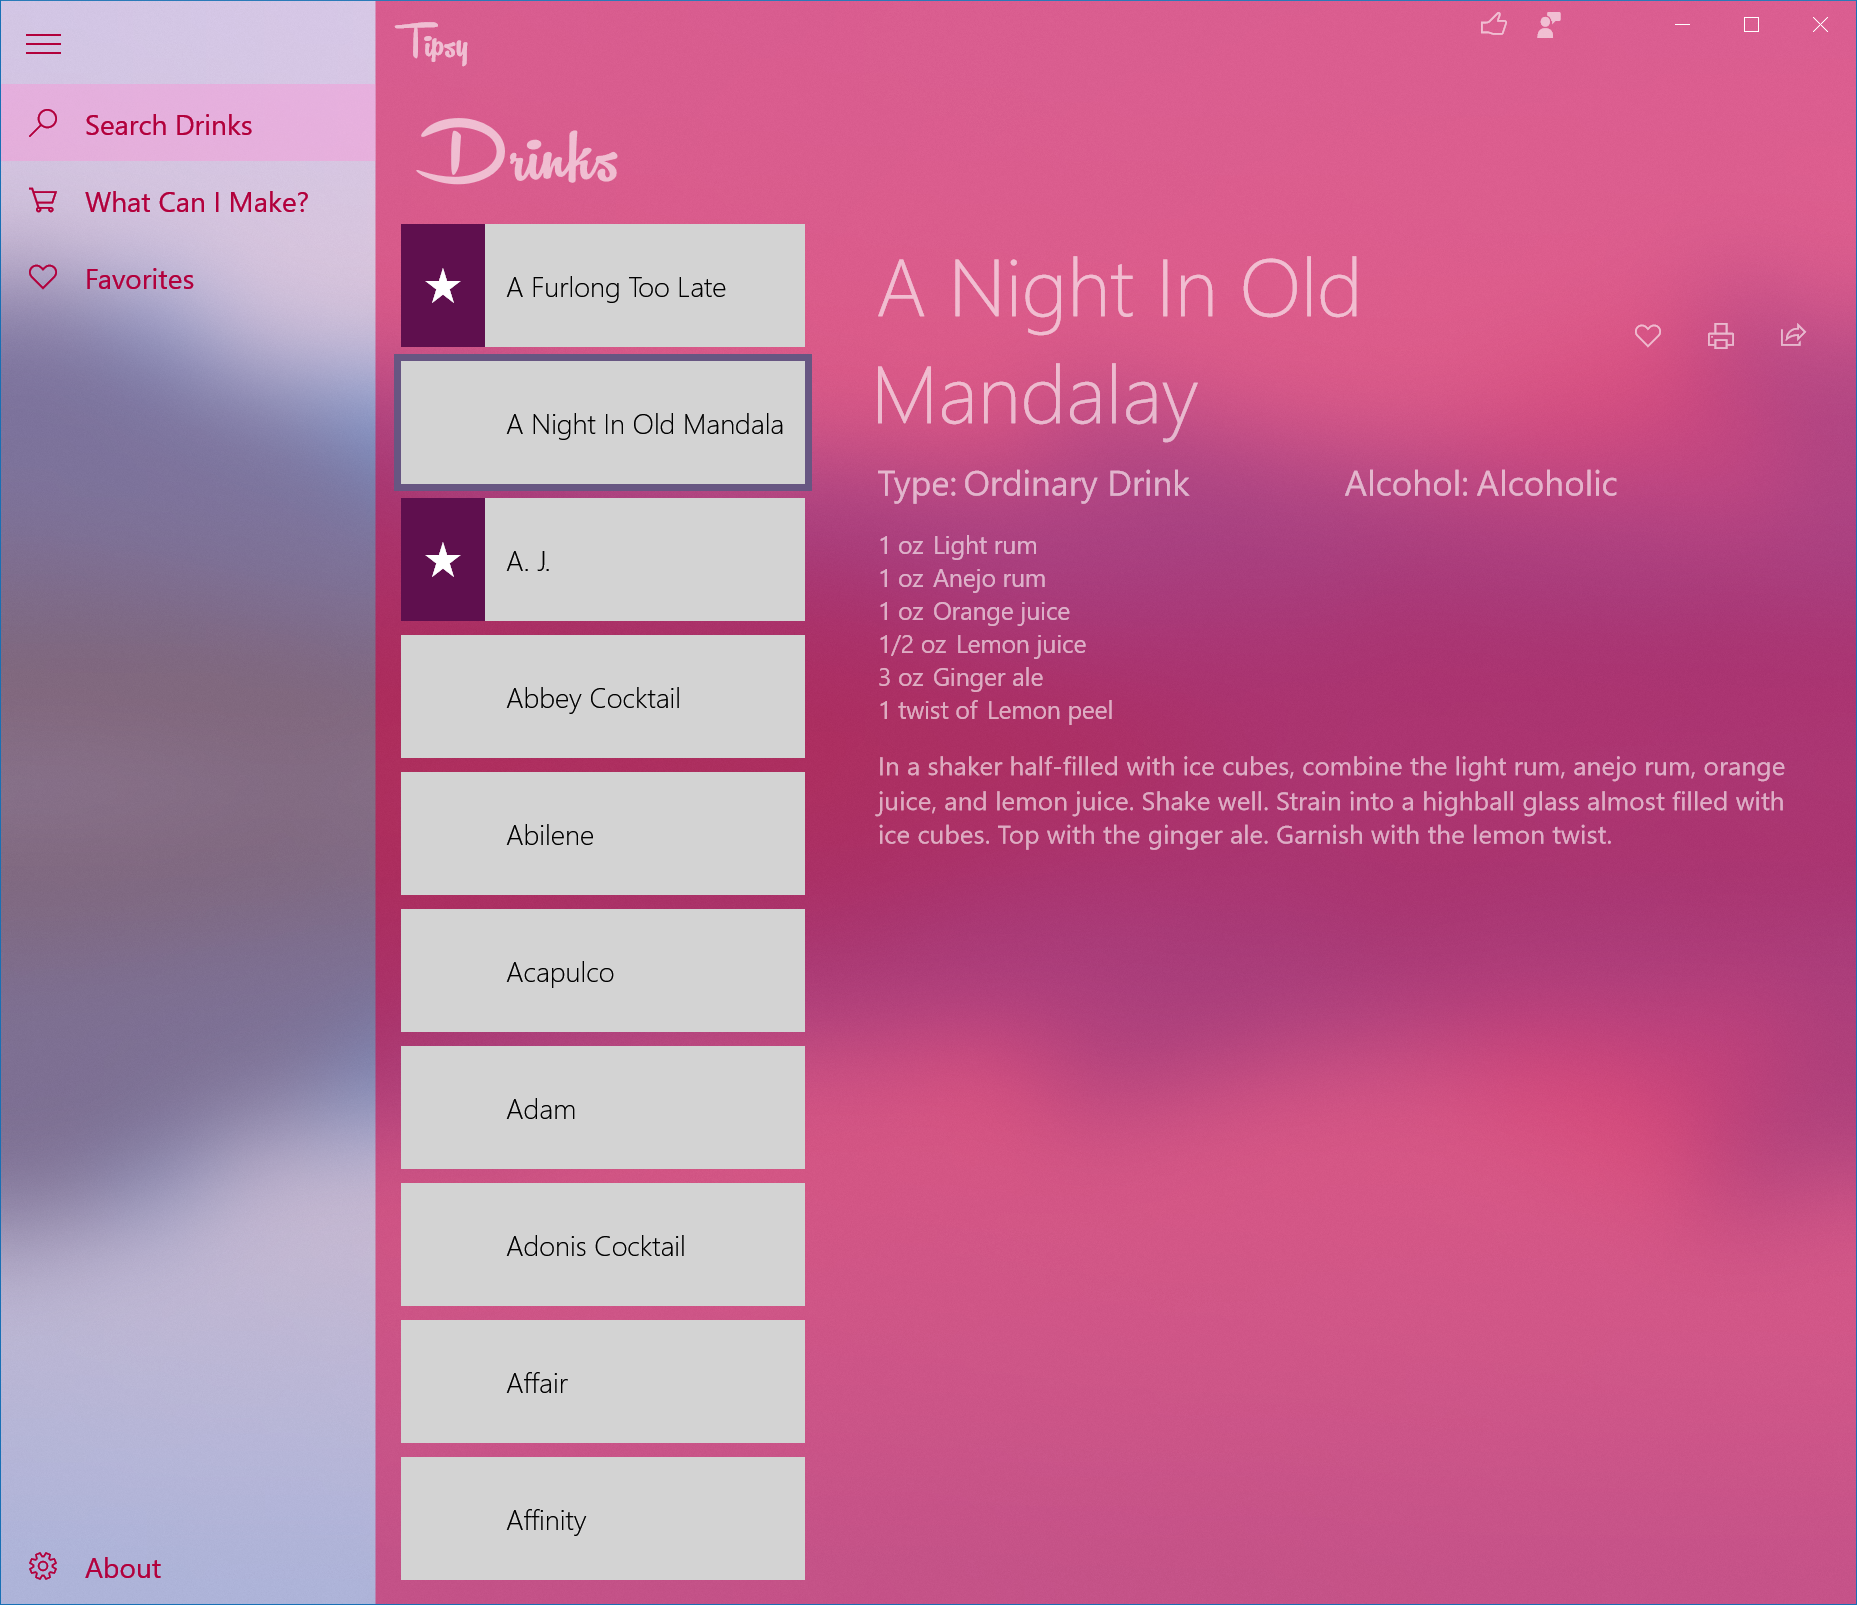 Tipsy
Search Drinks
What Can I Make?
Favorites
About
Drinks
A Furlong Too Late
A Night In Old Mandala
A. J.
Abbey Cocktail
Abilene
Acapulco
Adam
Adonis Cocktail
Affair
Affinity
A Night In Old
Mandalay
Type: Ordinary Drink
Alcohol: Alcoholic
1 oz Light rum
1 oz Anejo rum
1 oz Orange juice
1/2 oz Lemon juice
3 oz Ginger ale
1 twist of Lemon peel
In a shaker half-filled with ice cubes, combine the light rum, anejo rum, orange
juice, and lemon juice. Shake well. Strain into a highball glass almost filled with
ice cubes. Top with the ginger ale. Garnish with the lemon twist.